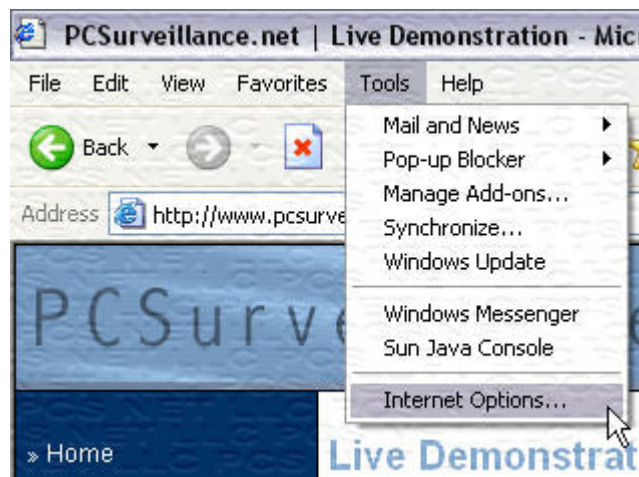 PCSurveillance.net | Live Demonstration - Mic
File Edit View Favorites Tools Help
Back
Address http://www.pcsurve
Mail and News
Pop-up Blocker
Manage Add-ons...
Synchronize...
Windows Update
Windows Messenger
Sun Java Console
Internet Options...
PCSurve
» Home
Live Demonstrat